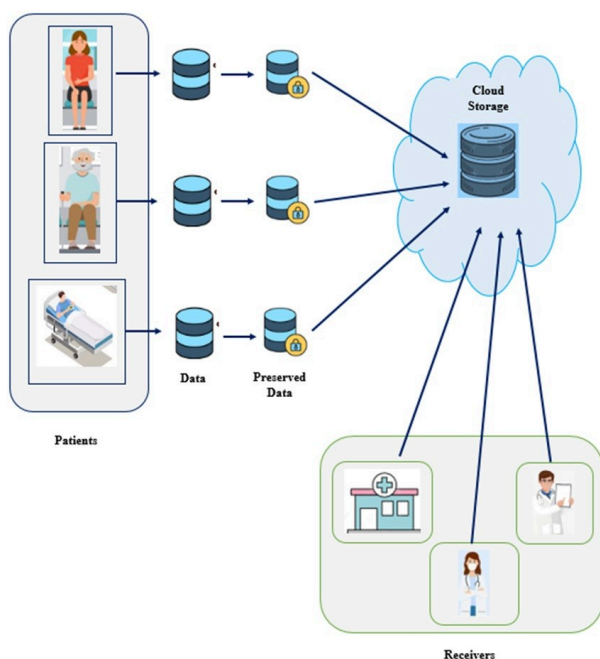 Cloud
Storage
Data
Preserved
Data
Patients
Receivers